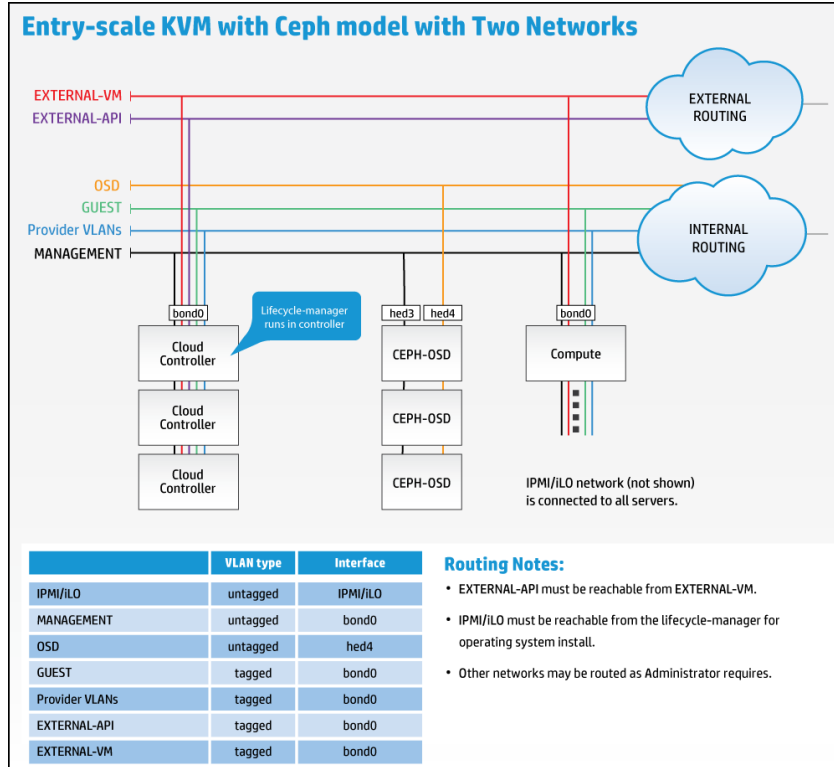 Entry-scale KVM with Ceph model with Two Networks
EXTERNAL-VM
EXTERNAL-API
EXTERNAL
ROUTING
OSD
GUEST
Provider VLANs
MANAGEMENT
INTERNAL
ROUTING
bond0
Lifecycle-manager
runs in controller
hed3
hed4
bond0
Cloud
Controller
CEPH-OSD
Compute
Cloud
Controller
CEPH-OSD
Cloud
Controller
CEPH-OSD
IPMI/iLO network (not shown)
is connected to all servers.
VLAN type Interface
IPMI/iLO untagged IPMI/iLO
MANAGEMENT untagged bond0
OSD untagged hed4
GUEST tagged bond0
Provider VLANs tagged bond0
EXTERNAL-API tagged bond0
EXTERNAL-VM tagged bond0
Routing Notes:
• EXTERNAL-API must be reachable from EXTERNAL-VM.
• IPMI/iLO must be reachable from the lifecycle-manager for
operating system install.
• Other networks may be routed as Administrator requires.